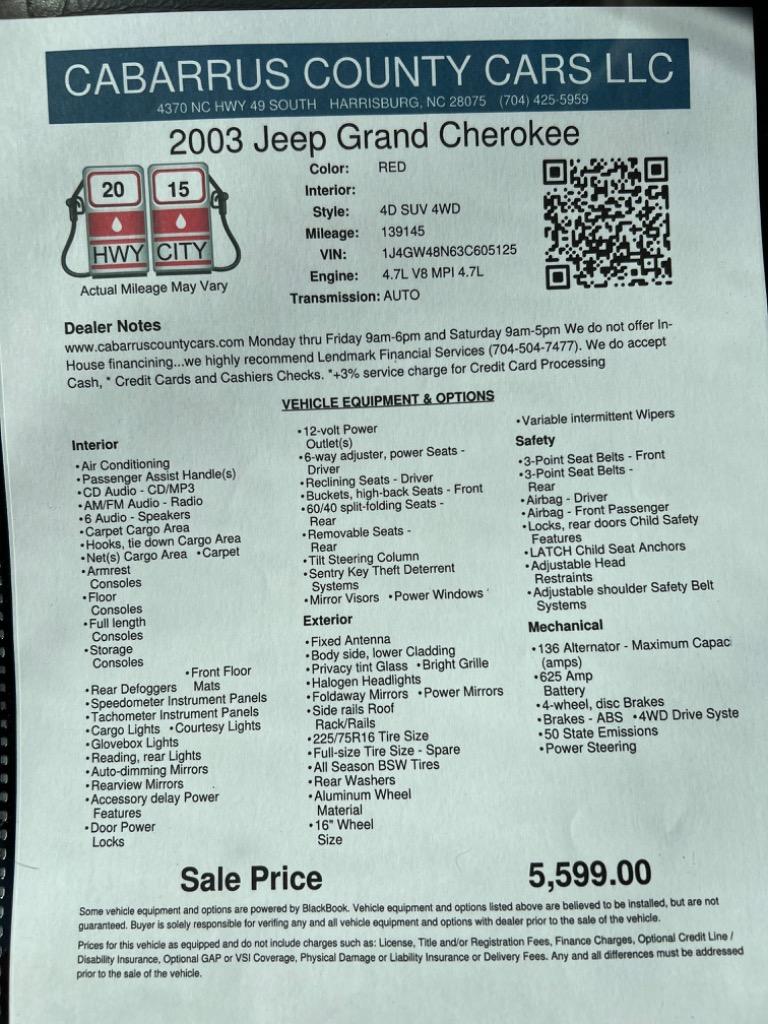 CABARRUS COUNTY CARS LLC
4370 NC HWY 49 SOUTH HARRISBURG, NC 28075 (704) 425-5959
2003 Jeep Grand Cherokee
20 15
HWY CITY
Actual Mileage May Vary
Color: RED
Interior:
Style: 4D SUV 4WD
Mileage: 139145
VIN: 1J4GW48N63C605125
Engine: 4.7L V8 MPI 4.7L
Transmission: AUTO
Dealer Notes
www.cabarruscountycars.com Monday thru Friday 9am-6pm and Saturday 9am-5pm We do not offer In-
House financining...we highly recommend Lendmark Financial Services (704-504-7477). We do accept
Cash, * Credit Cards and Cashiers Checks. *+3% service charge for Credit Card Processing
VEHICLE EQUIPMENT & OPTIONS
Interior
•Air Conditioning
•Passenger Assist Handle(s)
•CD Audio - CD/MP3
•AM/FM Audio - Radio
•6 Audio - Speakers
•Carpet Cargo Area
•Hooks, tie down Cargo Area
•Net(s) Cargo Area •Carpet
•Armrest
Consoles
•Floor
Consoles
•Full length
Consoles
•Storage
Consoles
•Front Floor
•Rear Defoggers Mats
•Speedometer Instrument Panels
•Tachometer Instrument Panels
•Cargo Lights •Courtesy Lights
•Glovebox Lights
•Reading, rear Lights
•Auto-dimming Mirrors
•Rearview Mirrors
•Accessory delay Power
Features
•Door Power
Locks
•12-volt Power
Outlet(s)
•6-way adjuster, power Seats -
Driver
•Reclining Seats - Driver
•Buckets, high-back Seats - Front
•60/40 split-folding Seats -
Rear
•Removable Seats -
Rear
•Tilt Steering Column
•Sentry Key Theft Deterrent
Systems
•Mirror Visors •Power Windows
Exterior
•Fixed Antenna
•Body side, lower Cladding
•Privacy tint Glass •Bright Grille
•Halogen Headlights
•Foldaway Mirrors •Power Mirrors
•Side rails Roof
Rack/Rails
•225/75R16 Tire Size
•Full-size Tire Size - Spare
•All Season BSW Tires
•Rear Washers
•Aluminum Wheel
Material
•16" Wheel
Size
•Variable intermittent Wipers
Safety
•3-Point Seat Belts - Front
•3-Point Seat Belts -
Rear
•Airbag - Driver
•Airbag - Front Passenger
•Locks, rear doors Child Safety
Features
•LATCH Child Seat Anchors
•Adjustable Head
Restraints
•Adjustable shoulder Safety Belt
Systems
Mechanical
•136 Alternator - Maximum Capac
(amps)
•625 Amp
Battery
•4-wheel, disc Brakes
•Brakes - ABS •4WD Drive Syste
•50 State Emissions
•Power Steering
Sale Price 5,599.00
Some vehicle equipment and options are powered by BlackBook. Vehicle equipment and options listed above are believed to be installed, but are not
guaranteed. Buyer is solely responsible for verifing any and all vehicle equipment and options with dealer prior to the sale of the vehicle.
Prices for this vehicle as equipped and do not include charges such as: License, Title and/or Registration Fees, Finance Charges, Optional Credit Line /
Disability Insurance, Optional GAP or VSI Coverage, Physical Damage or Liability Insurance or Delivery Fees. Any and all differences must be addressed
prior to the sale of the vehicle.